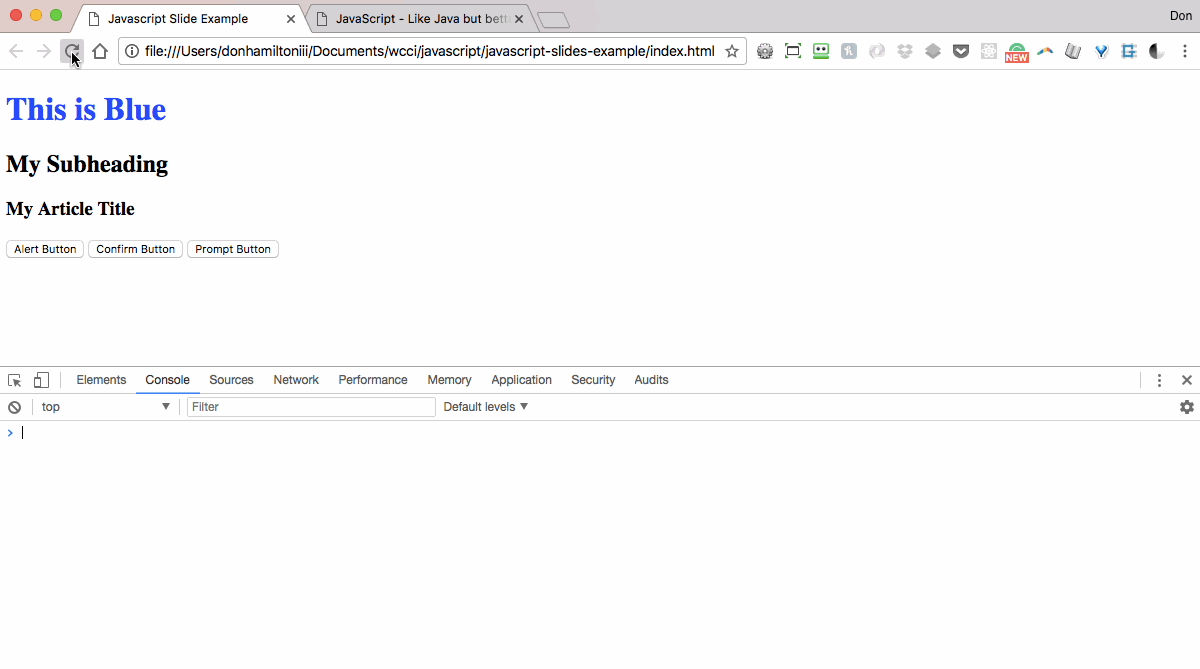 Javascript Slide Example
JavaScript - Like Java but bett
Don
file:///Users/donhamiltoniii/Documents/wcci/javascript/javascript-slides-example/index.html
NEW
This is Blue
My Subheading
My Article Title
Alert Button Confirm Button Prompt Button
Elements Console Sources Network Performance Memory Application Security Audits
top Filter Default levels